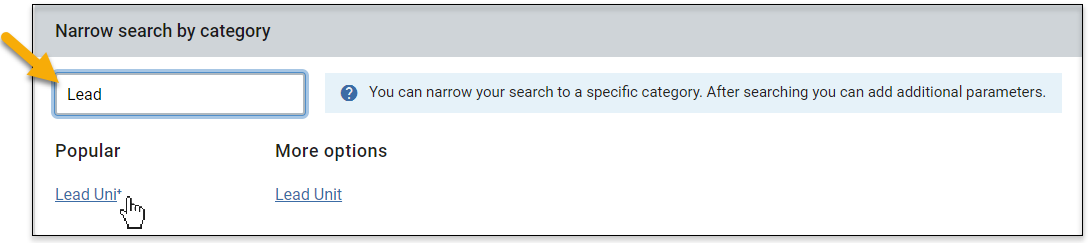 Narrow search by category
Lead
? You can narrow your search to a specific category. After searching you can add additional parameters.
Popular
More options
Lead Unit
Lead Unit